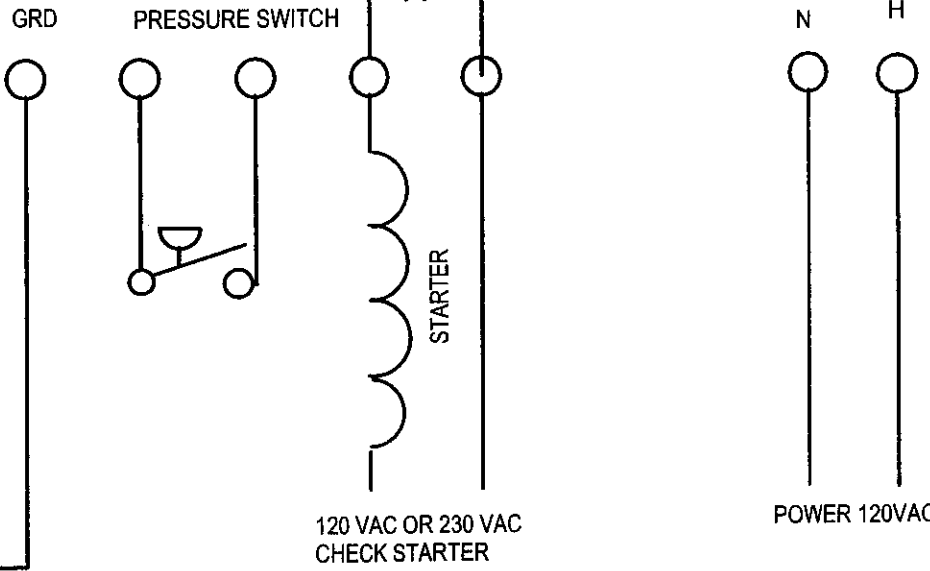 GRD
PRESSURE SWITCH
N
H
STARTER
120 VAC OR 230 VAC
CHECK STARTER
POWER 120VAC